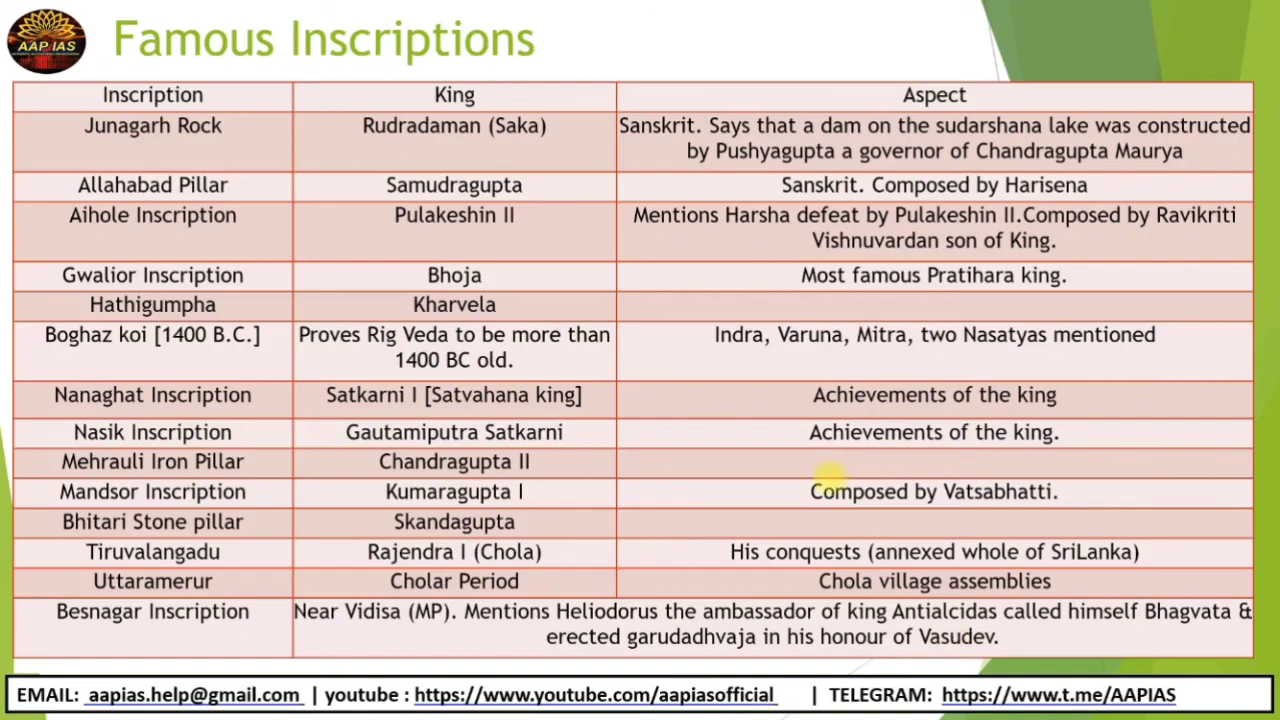 AAP IAS
Famous Inscriptions
Inscription King Aspect
Junagarh Rock Rudradaman (Saka) Sanskrit. Says that a dam on the sudarshana lake was constructed
by Pushyagupta a governor of Chandragupta Maurya
Allahabad Pillar Samudragupta Sanskrit. Composed by Harisena
Aihole Inscription Pulakeshin II Mentions Harsha defeat by Pulakeshin II.Composed by Ravikriti
Vishnuvardan son of King.
Gwalior Inscription Bhoja Most famous Pratihara king.
Hathigumpha Kharvela
Boghaz koi [1400 B.C.] Proves Rig Veda to be more than Indra, Varuna, Mitra, two Nasatyas mentioned
1400 BC old.
Nanaghat Inscription Satkarni I [Satvahana king] Achievements of the king
Nasik Inscription Gautamiputra Satkarni Achievements of the king.
Mehrauli Iron Pillar Chandragupta II
Mandsor Inscription Kumaragupta I Composed by Vatsabhatti.
Bhitari Stone pillar Skandagupta
Tiruvalangadu Rajendra I (Chola) His conquests (annexed whole of SriLanka)
Uttaramerur Cholar Period Chola village assemblies
Besnagar Inscription Near Vidisa (MP). Mentions Heliodorus the ambassador of king Antialcidas called himself Bhagvata &
erected garudadhvaja in his honour of Vasudev.
EMAIL: aapias.help@gmail.com | youtube : https://www.youtube.com/aapiasofficial | TELEGRAM: https://www.t.me/AAPIAS